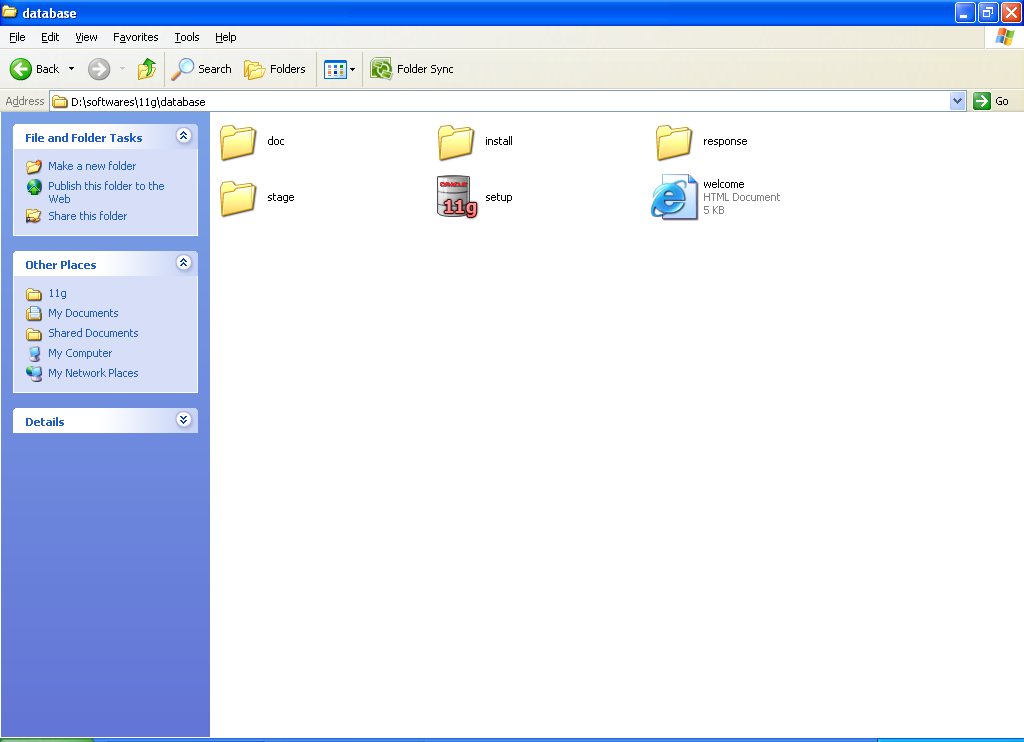 database
File Edit View Favorites Tools Help
Back Search Folders Folder Sync
Address D:\softwares\11g\database Go
File and Folder Tasks
Make a new folder
Publish this folder to the
Web
Share this folder
Other Places
11g
My Documents
Shared Documents
My Computer
My Network Places
Details
doc
install
response
stage
ORACLE
11g
setup
welcome
HTML Document
5 KB